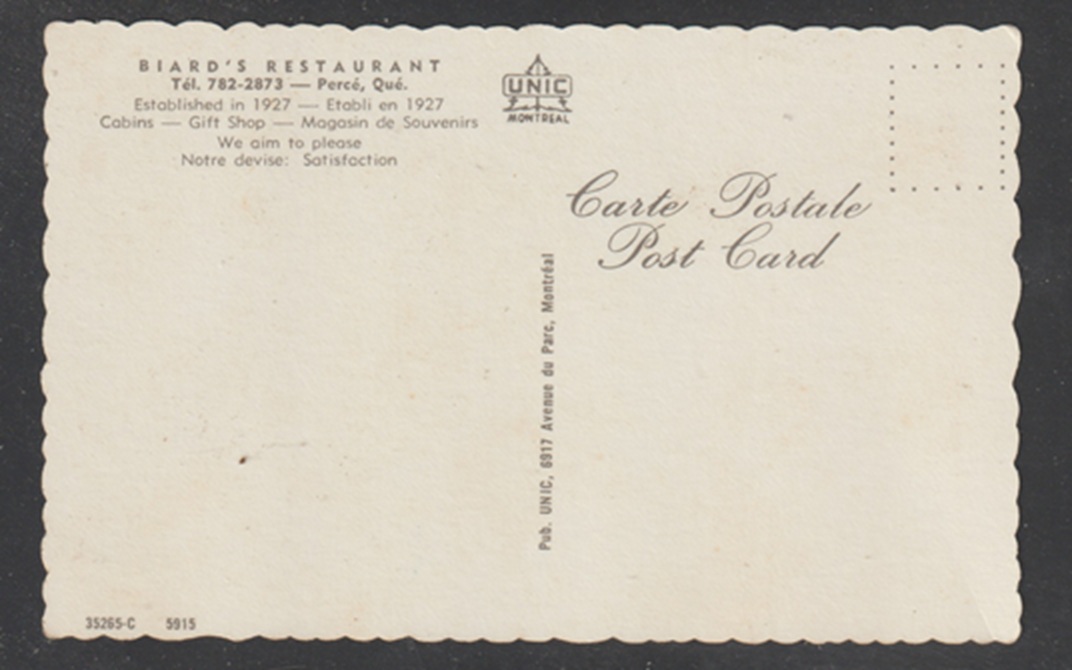 BIARD'S RESTAURANT
Tél. 782-2873 — Percé, Qué.
Established in 1927 — Etabli en 1927
Cabins — Gift Shop — Magasin de Souvenirs
We aim to please
Notre devise: Satisfaction
UNIC
MONTREAL
Carte Postale
Post Card
Pub. UNIC, 6917 Avenue du Parc, Montréal
35265-C 5915